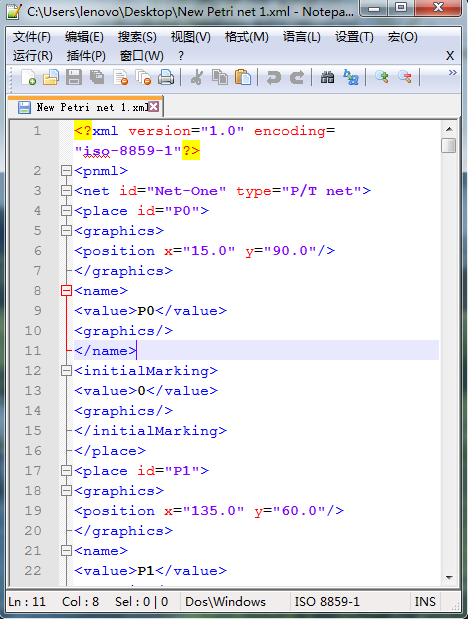 C:\Users\lenovo\Desktop\New Petri net 1.xml - Notepa...
文件(F) 编辑(E) 搜索(S) 视图(V) 格式(M) 语言(L) 设置(T) 宏(O)
运行(R) 插件(P) 窗口(W) ? X
New Petri net 1.xml
1 <?xml version="1.0" encoding=
"iso-8859-1"?>
2 <pnml>
3 <net id="Net-One" type="P/T net">
4 <place id="P0">
5 <graphics>
6 <position x="15.0" y="90.0"/>
7 </graphics>
8 <name>
9 <value>P0</value>
10 <graphics/>
11 </name>
12 <initialMarking>
13 <value>0</value>
14 <graphics/>
15 </initialMarking>
16 </place>
17 <place id="P1">
18 <graphics>
19 <position x="135.0" y="60.0"/>
20 </graphics>
21 <name>
22 <value>P1</value>
Ln : 11 Col : 8 Sel : 0 | 0 Dos\Windows ISO 8859-1 INS